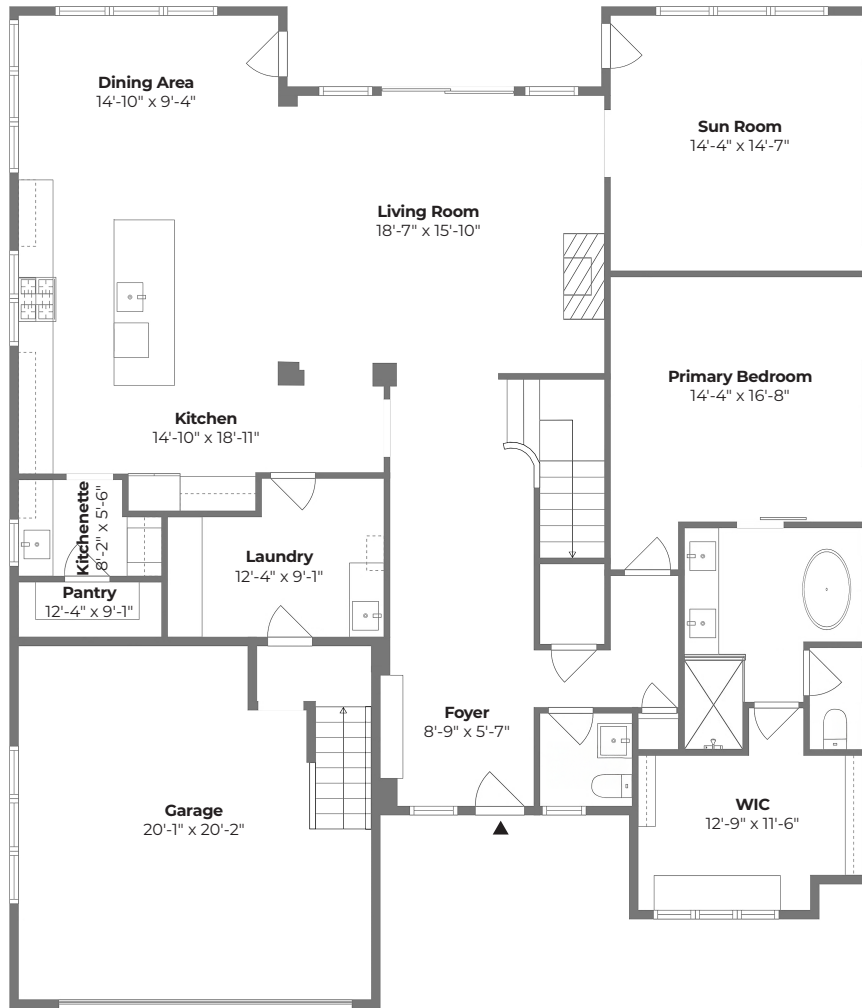 Dining Area
14'-10" x 9'-4"
Sun Room
14'-4" x 14'-7"
Living Room
18'-7" x 15'-10"
Primary Bedroom
14'-4" x 16'-8"
Kitchen
14'-10" x 18'-11"
Kitchenette
8'-2" x 5'-6"
Laundry
12'-4" x 9'-1"
Pantry
12'-4" x 9'-1"
Foyer
8'-9" x 5'-7"
Garage
20'-1" x 20'-2"
WIC
12'-9" x 11'-6"